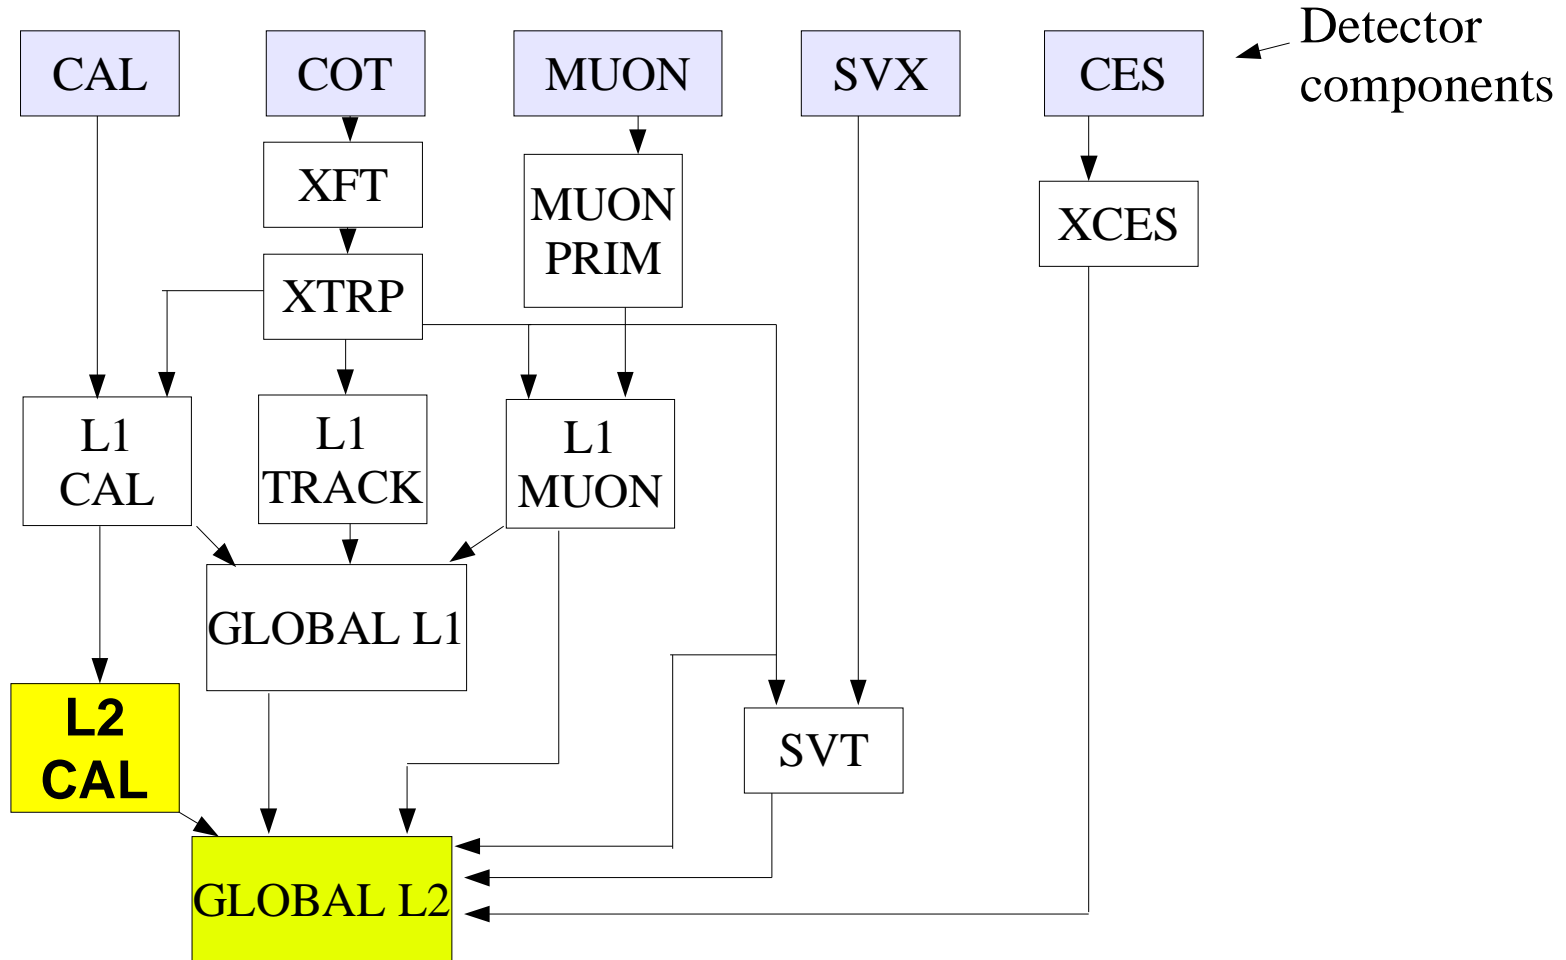 Detector
components
CAL
COT
MUON
SVX
CES
XFT
MUON
PRIM
XCES
XTRP
L1
CAL
L1
TRACK
L1
MUON
GLOBAL L1
L2
CAL
SVT
GLOBAL L2